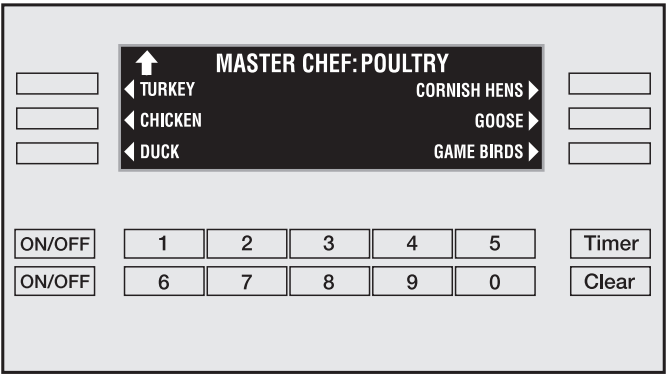 MASTER CHEF: POULTRY
TURKEY CORNISH HENS
CHICKEN GOOSE
DUCK GAME BIRDS
ON/OFF 1 2 3 4 5 Timer
ON/OFF 6 7 8 9 0 Clear